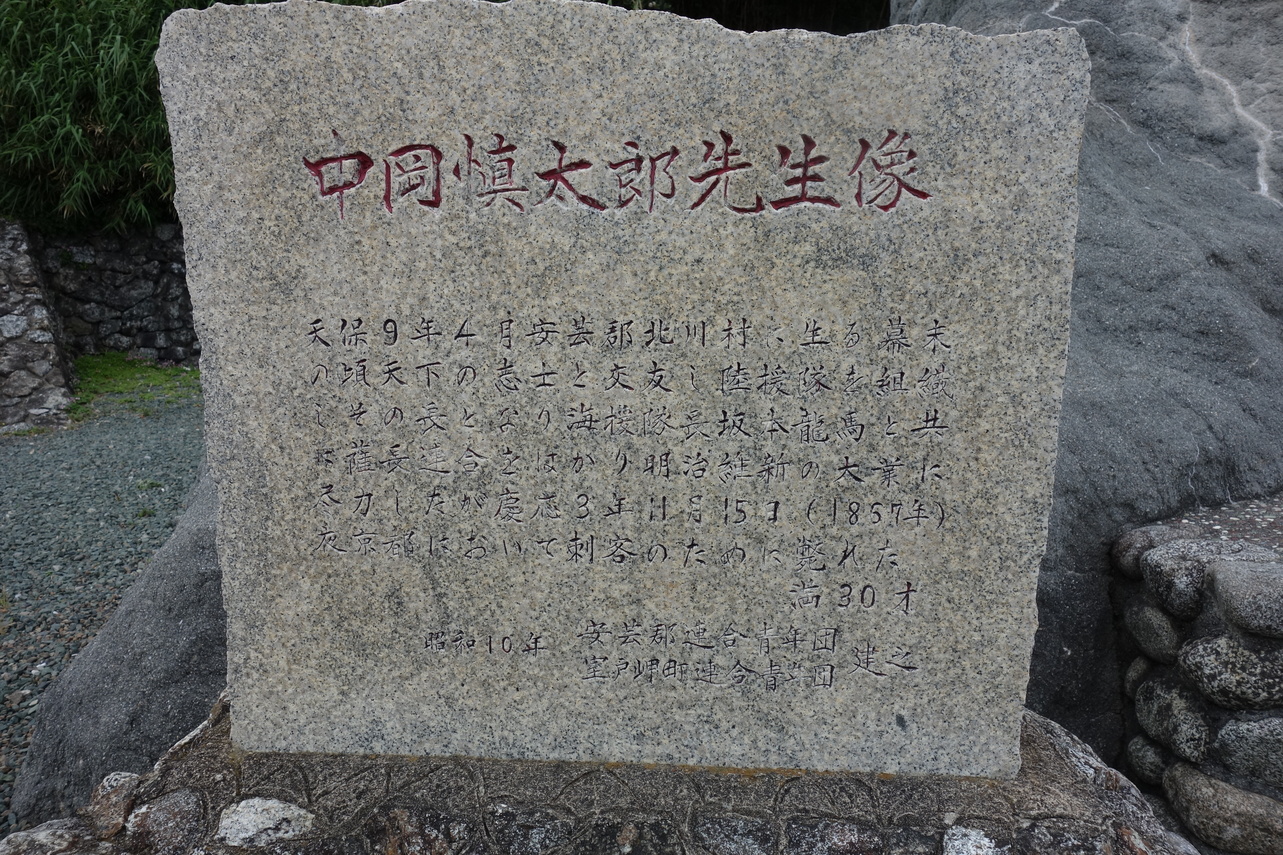 中岡慎太郎先生像
天保9年4月安芸郡北川村に生る幕末
の頃天下の志士と交友し陸援隊を組織
しその長となり海援隊長坂本龍馬と共
に薩長連合をはかり明治維新の大業に
尽力したが慶応3年11月15日(1867年)
夜京都において刺客のために斃れた
満30才
昭和10年 安芸郡連合青年団
室戸岬町連合青年団 建之